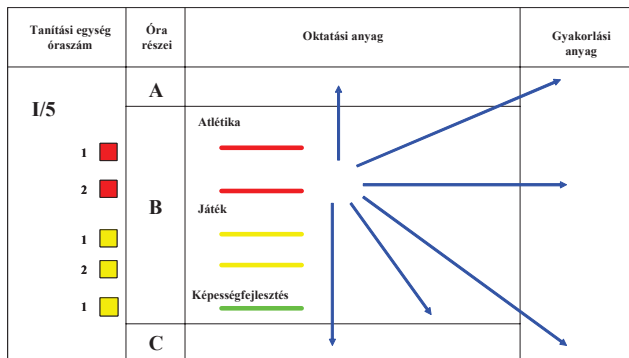 Tanítási egység
óraszám
Óra
részei
Oktatási anyag
Gyakorlási
anyag
A
I/5
Atlétika
1
2
B
Játék
1
2
Képességfejlesztés
1
C